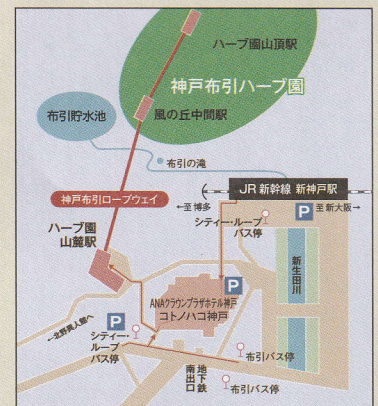 ハーブ園山頂駅
神戸布引ハーブ園
風の丘中間駅
布引貯水池
布引の滝
神戸布引ロープウェイ
JR 新幹線 新神戸駅
←至 博多
P
至 新大阪→
シティー・ループ
バス停
ハーブ園
山麓駅
新生田川
P
ANAクラウンプラザホテル神戸
コトノハコ神戸
←北野異人館へ
P
シティー・
ループ
バス停
布引バス停
地下鉄
南出口
布引バス停